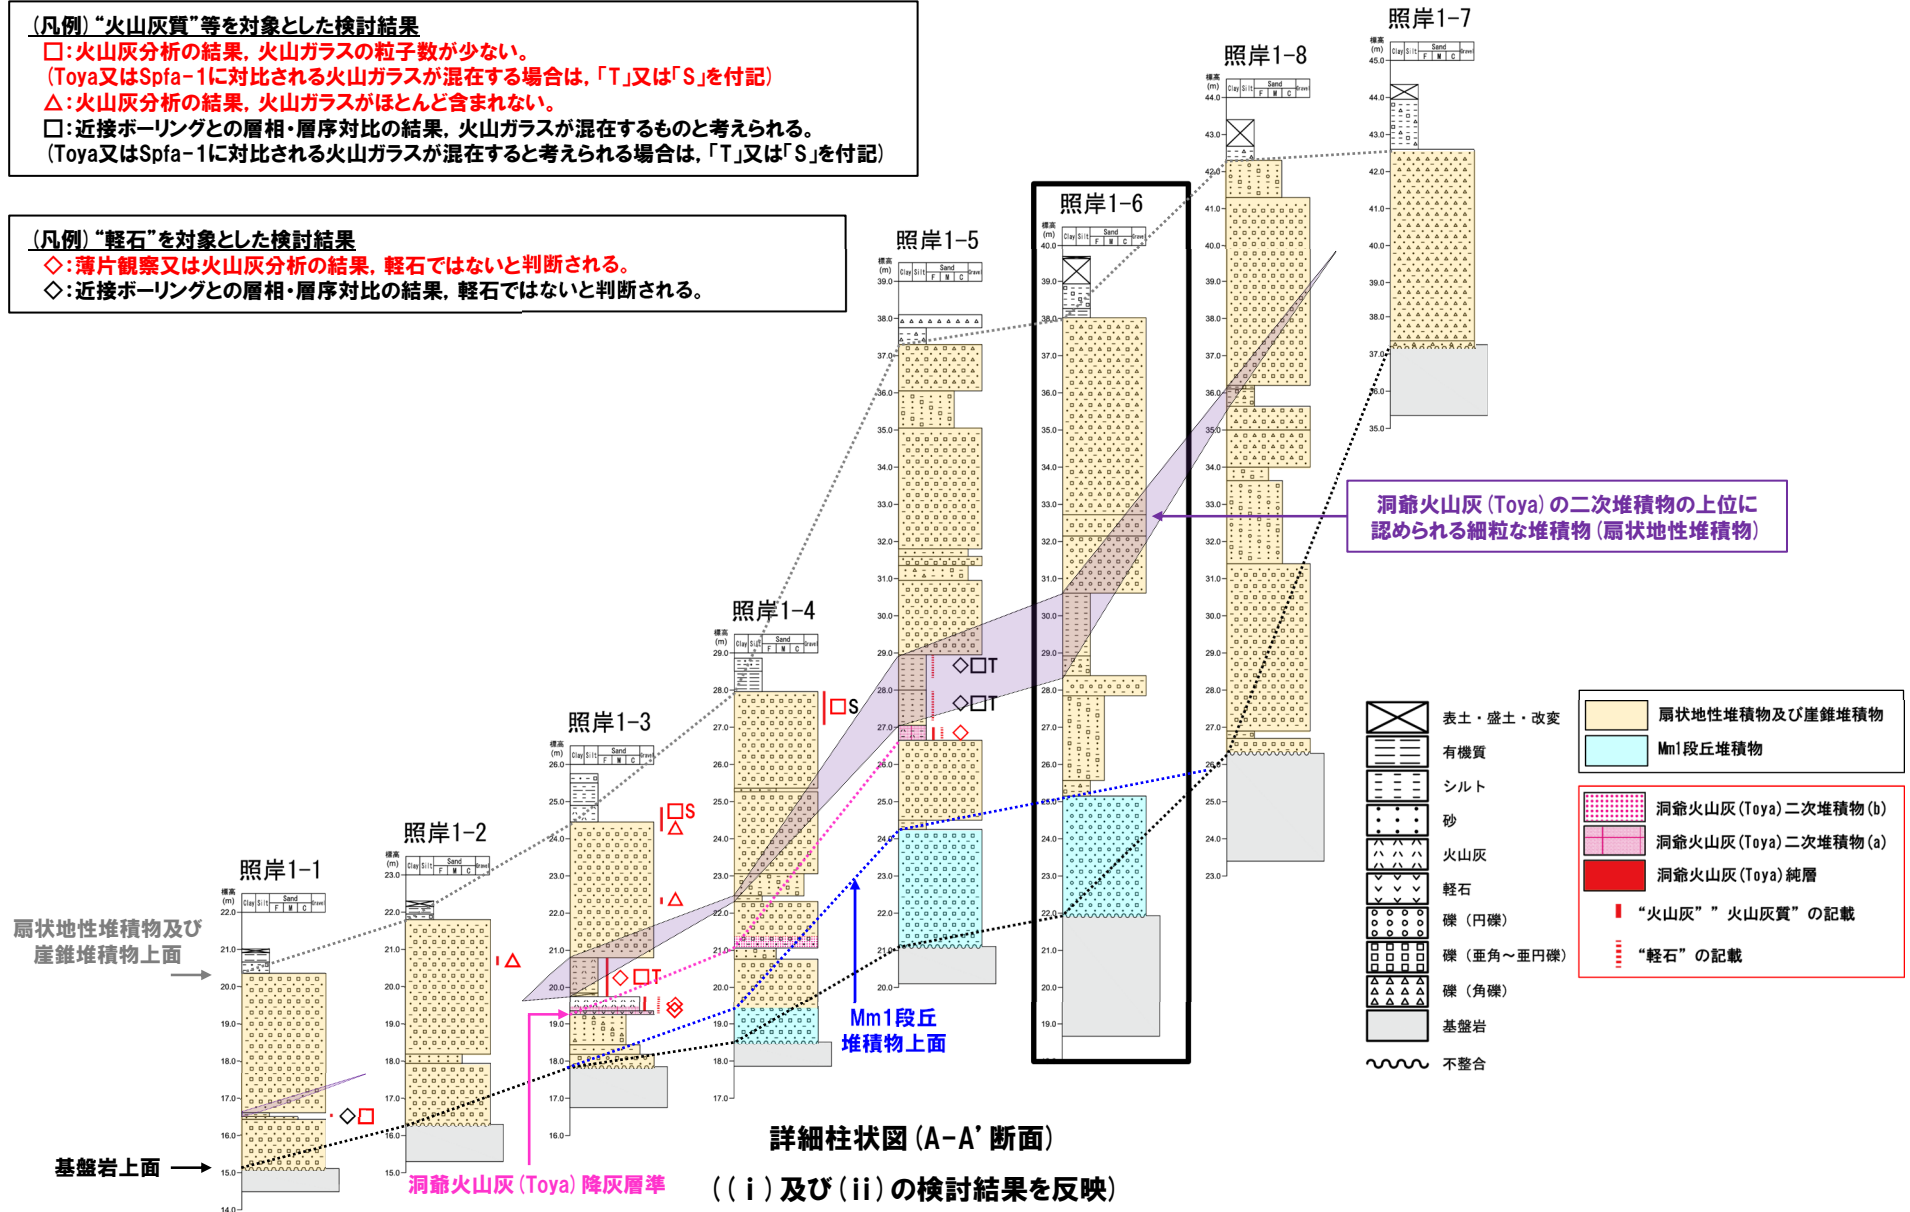 (凡例)“火山灰質”等を対象とした検討結果
□:火山灰分析の結果, 火山ガラスの粒子数が少ない。
(Toya又はSpfa-1に対比される火山ガラスが混在する場合は,「T」又は「S」を付記)
△:火山灰分析の結果, 火山ガラスがほとんど含まれない。
□:近接ボーリングとの層相・層序対比の結果, 火山ガラスが混在するものと考えられる。
(Toya又はSpfa-1に対比される火山ガラスが混在すると考えられる場合は,「T」又は「S」を付記)
(凡例)“軽石”を対象とした検討結果
◇:薄片観察又は火山灰分析の結果, 軽石ではないと判断される。
◇:近接ボーリングとの層相・層序対比の結果, 軽石ではないと判断される。
照岸1-1
照岸1-2
照岸1-3
照岸1-4
照岸1-5
照岸1-6
照岸1-8
照岸1-7
標高
(m)
Clay Silt Sand Gravel
F M C
□S
△
△
◇□T
□S
◇□T
◇□T
◇
△
◇□
洞爺火山灰(Toya)の二次堆積物の上位に
認められる細粒な堆積物(扇状地性堆積物)
扇状地性堆積物及び
崖錐堆積物上面
基盤岩上面
洞爺火山灰(Toya)降灰層準
Mm1段丘
堆積物上面
表土・盛土・改変
有機質
シルト
砂
火山灰
軽石
礫(円礫)
礫(亜角~亜円礫)
礫(角礫)
基盤岩
不整合
扇状地性堆積物及び崖錐堆積物
Mm1段丘堆積物
洞爺火山灰(Toya)二次堆積物(b)
洞爺火山灰(Toya)二次堆積物(a)
洞爺火山灰(Toya)純層
“火山灰” ”火山灰質”の記載
“軽石”の記載
詳細柱状図(A-A’断面)
((ⅰ)及び(ii)の検討結果を反映)